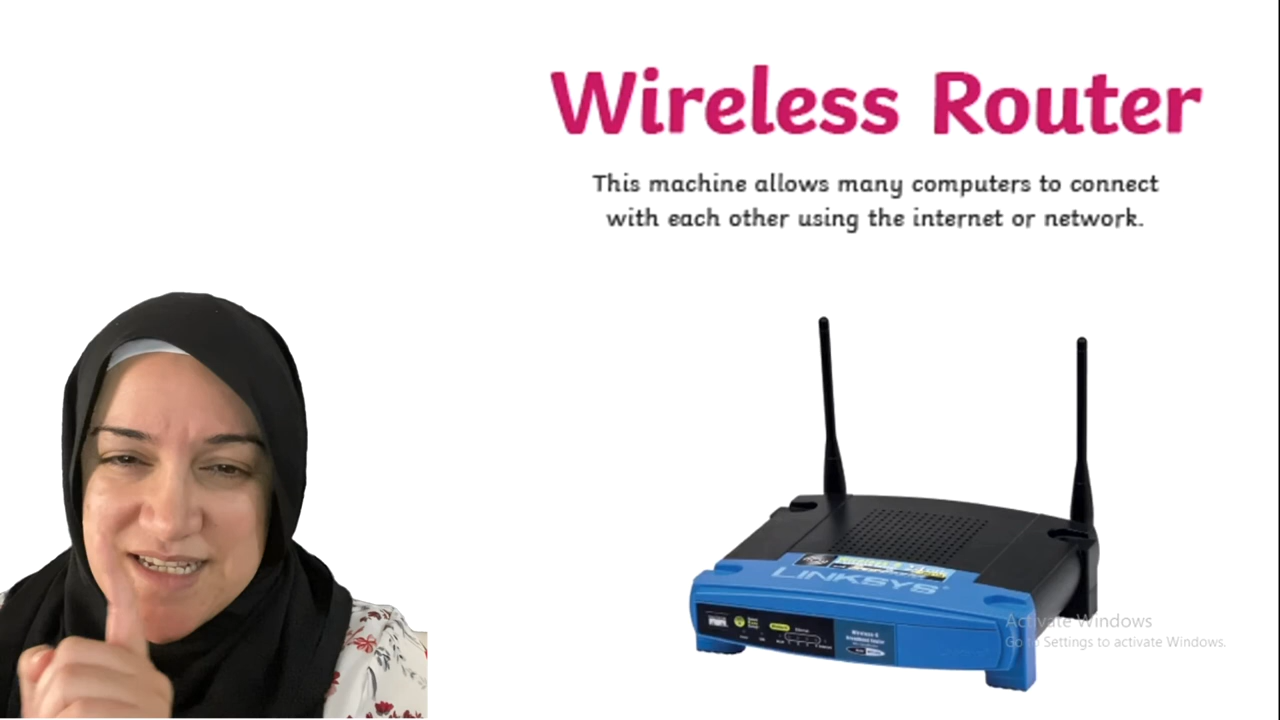 Wireless Router
This machine allows many computers to connect
with each other using the internet or network.
LINKSYS
Activate Windows
Go to Settings to activate Windows.